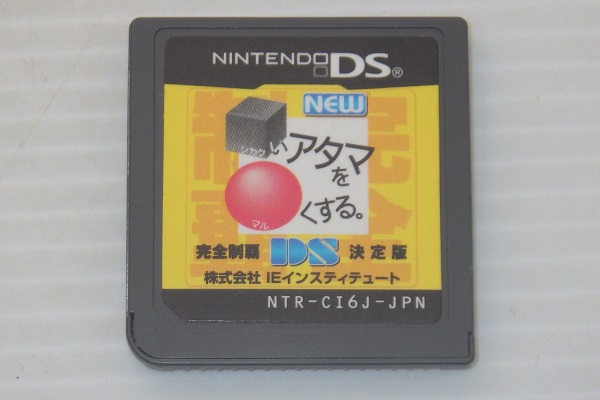 NINTENDO DS®
NEW
シカク いアタマ
を
マル くする。
完全制覇 DS 決定版
株式会社 IEインスティテュート
NTR-CI6J-JPN